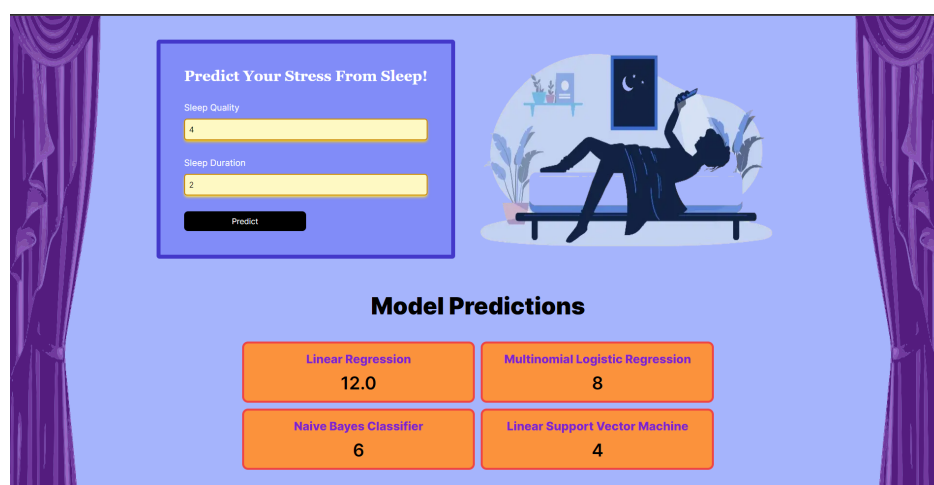 Predict Your Stress From Sleep!
Sleep Quality
4
Sleep Duration
2
Predict
Model Predictions
Linear Regression
12.0
Multinomial Logistic Regression
8
Naive Bayes Classifier
6
Linear Support Vector Machine
4